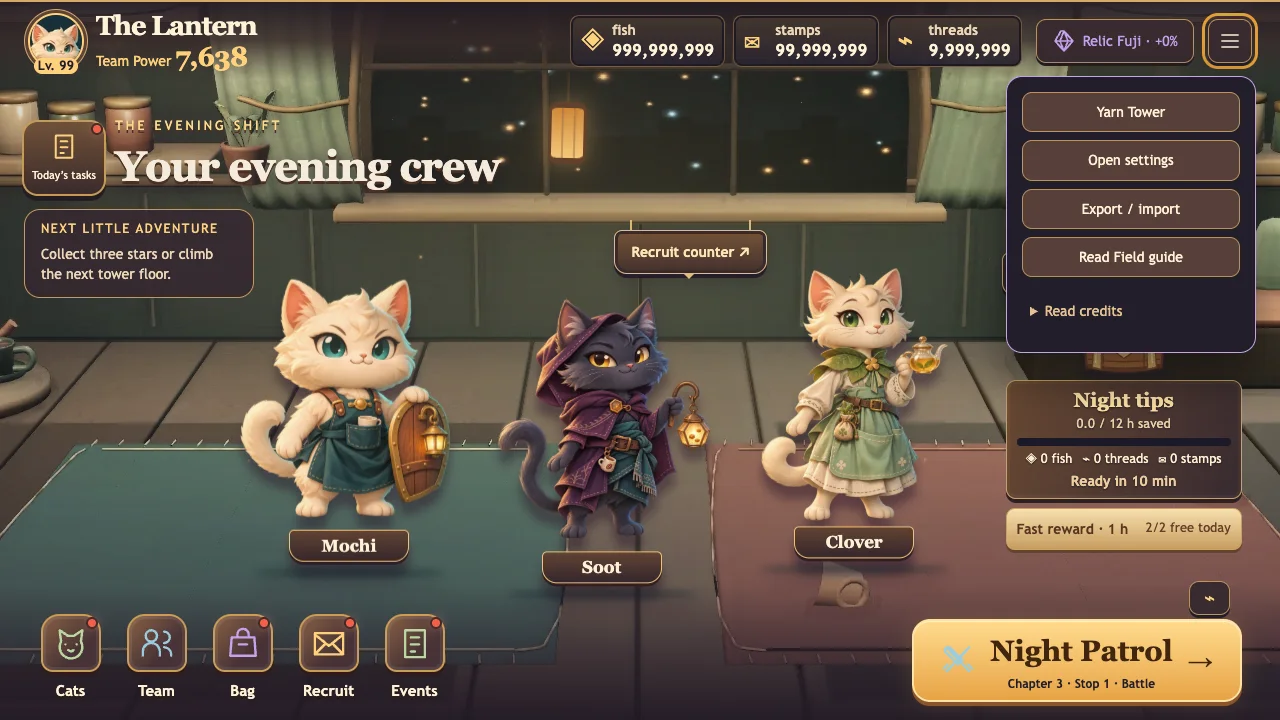 The Lantern
Team Power 7,638
Lv. 99
fish
999,999,999
stamps
99,999,999
threads
9,999,999
Relic Fuji · +0%
Yarn Tower
Open settings
Export / import
Read Field guide
Read credits
Today's tasks
THE EVENING SHIFT
Your evening crew
NEXT LITTLE ADVENTURE
Collect three stars or climb
the next tower floor.
Recruit counter ↗
Mochi
Soot
Clover
Night tips
0.0 / 12 h saved
0 fish 0 threads 0 stamps
Ready in 10 min
Fast reward · 1 h 2/2 free today
Cats
Team
Bag
Recruit
Events
Night Patrol →
Chapter 3 · Stop 1 · Battle